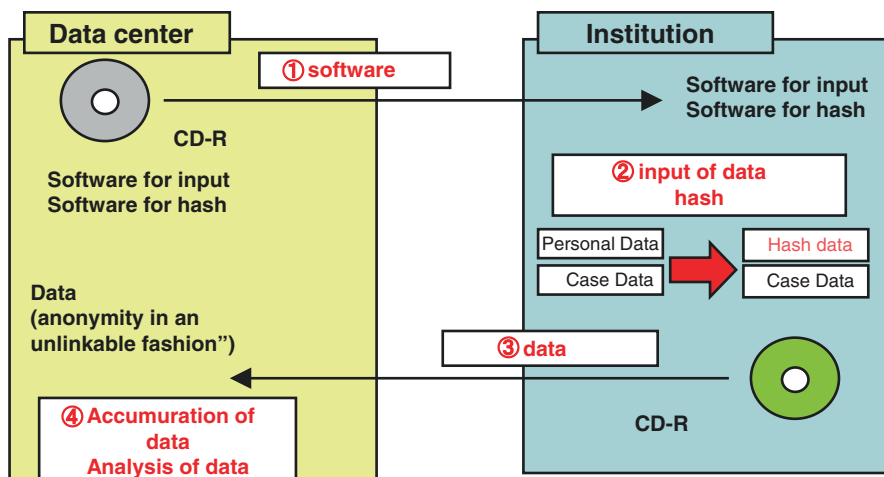 Data center
① software
CD-R
Software for input
Software for hash
Data
(anonymity in an
unlinkable fashion”)
④ Accumuration of
data
Analysis of data
Institution
Software for input
Software for hash
② input of data
hash
Personal Data
Case Data
Hash data
Case Data
③ data
CD-R